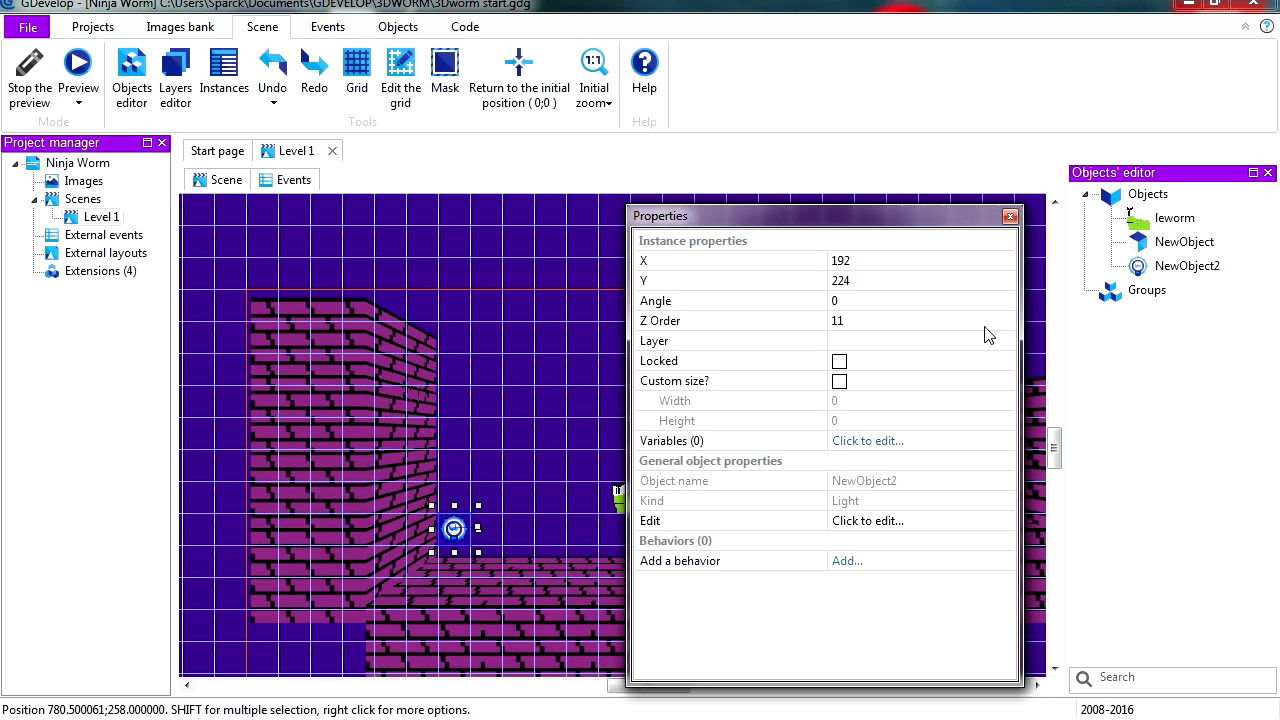 GDevelop - [Ninja Worm] C:\Users\Sparck\Documents\GDEVELOP\3DWORM\3Dworm start.gdg
File Projects Images bank Scene Events Objects Code
Stop the preview Preview Objects editor Layers editor Instances Undo Redo Grid Edit the grid Mask Return to the initial position ( 0;0 ) 1:1 Initial zoom Help
Mode Tools Help
Project manager
Ninja Worm
Images
Scenes
Level 1
External events
External layouts
Extensions (4)
Start page Level 1
Scene Events
Properties
Instance properties
X 192
Y 224
Angle 0
Z Order 11
Layer
Locked
Custom size?
Width 0
Height 0
Variables (0) Click to edit...
General object properties
Object name NewObject2
Kind Light
Edit Click to edit...
Behaviors (0)
Add a behavior Add...
Objects' editor
Objects
leworm
NewObject
NewObject2
Groups
Search
Position 780.500061;258.000000. SHIFT for multiple selection, right click for more options.
2008-2016